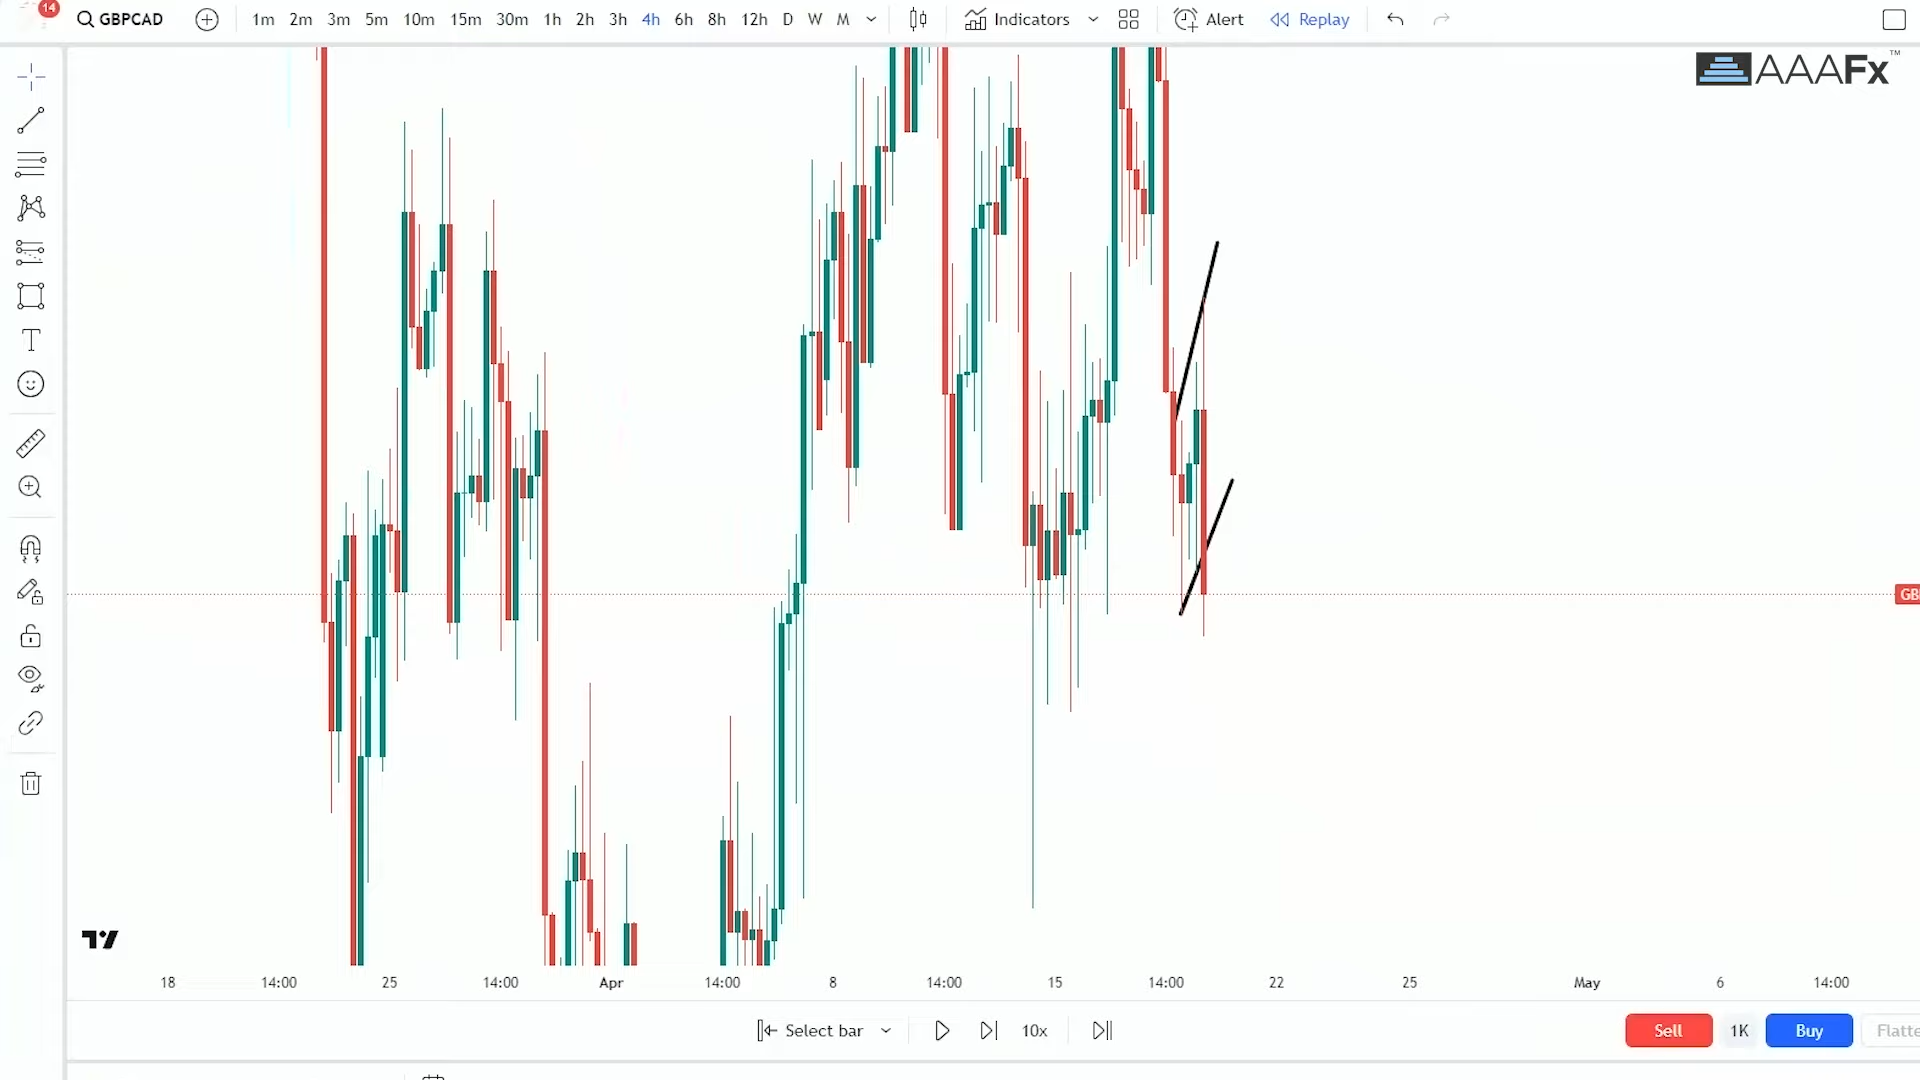 14
GBPCAD
1m 2m 3m 5m 10m 15m 30m 1h 2h 3h 4h 6h 8h 12h D W M
Indicators
Alert
Replay
AAAFx™
T
GB
18 14:00 25 14:00 Apr 14:00 8 14:00 15 14:00 22 25 May 6 14:00
Select bar
10x
Sell 1K Buy Flatte